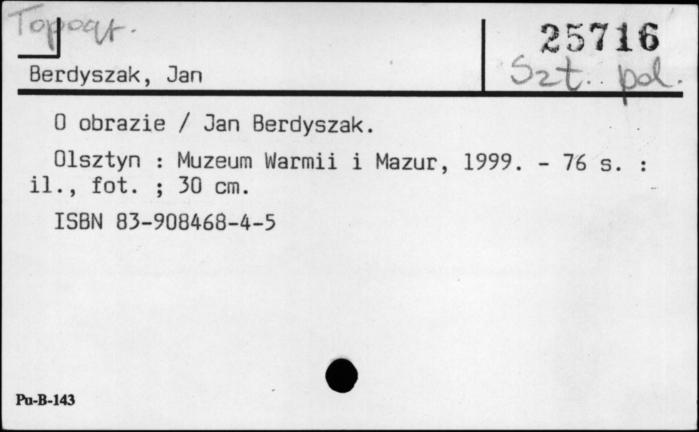 Topogr.
25716
Berdyszak, Jan
Szt. pol.
O obrazie / Jan Berdyszak.
Olsztyn : Muzeum Warmii i Mazur, 1999. - 76 s. :
il., fot. ; 30 cm.
ISBN 83-908468-4-5
Pu-B-143